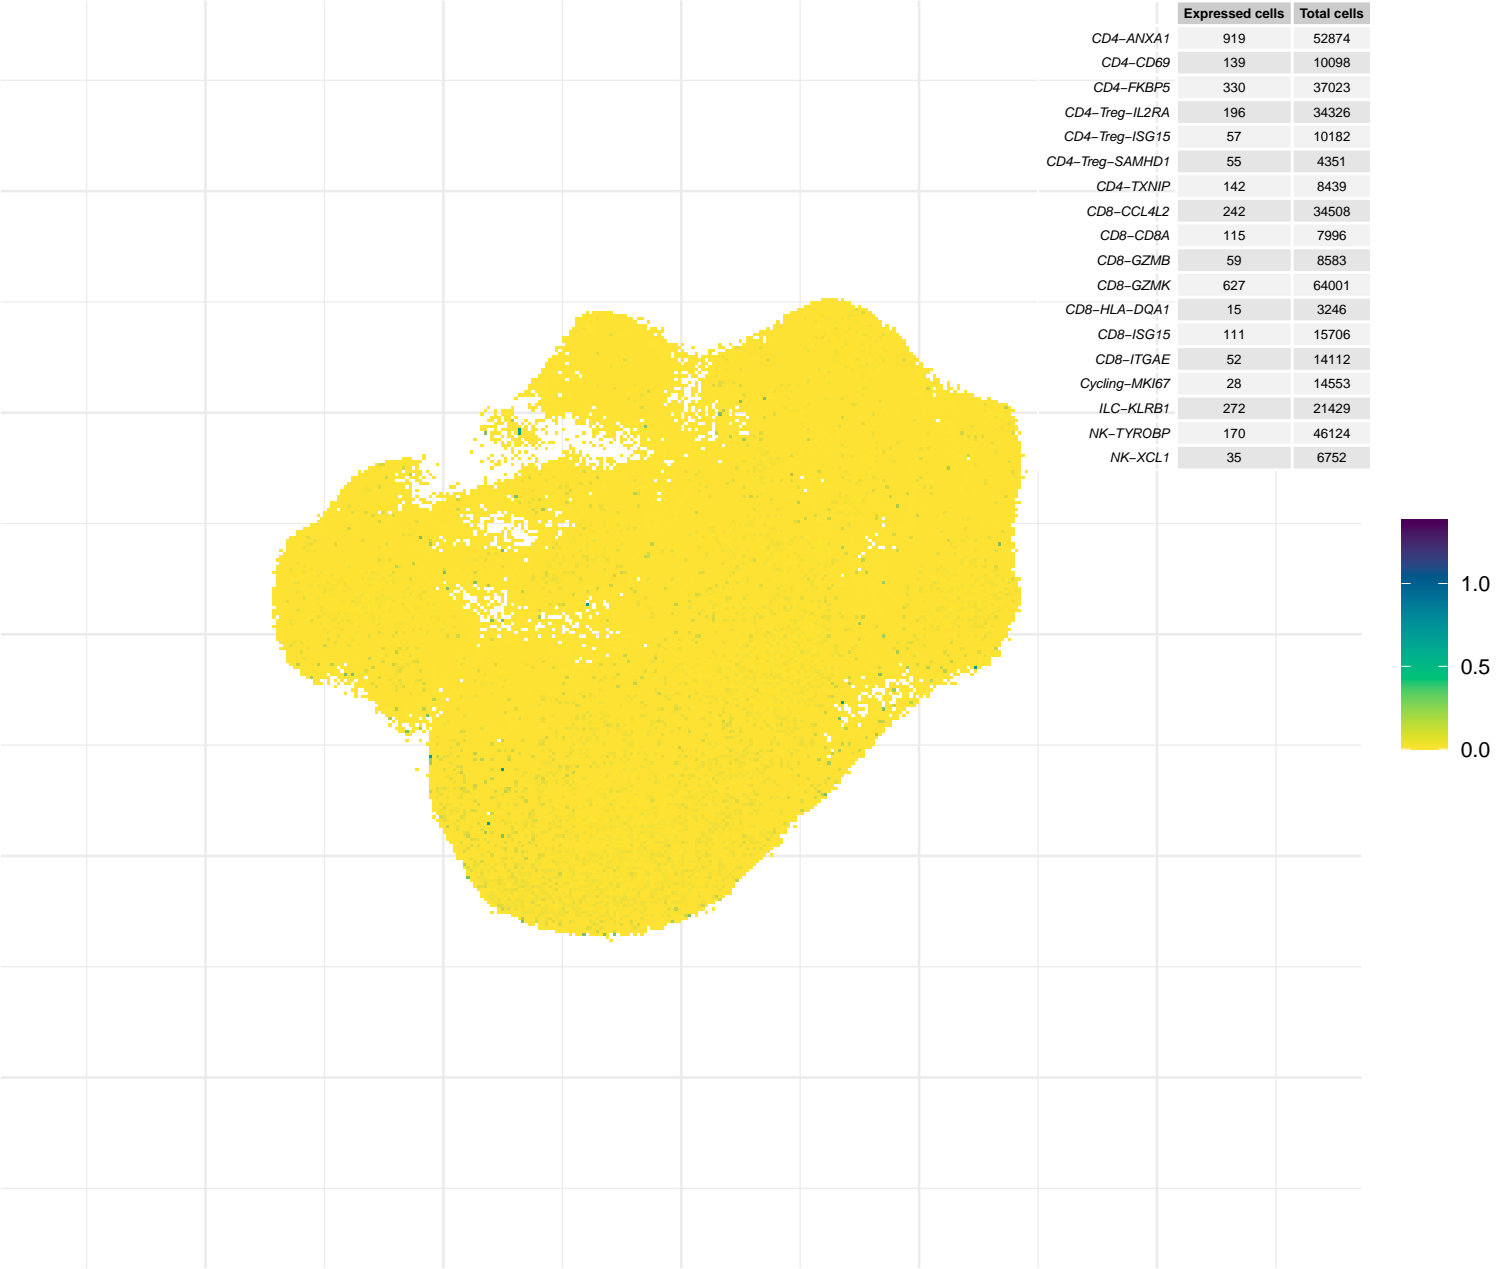 Expressed cells Total cells
CD4−ANXA1 919 52874
CD4−CD69 139 10098
CD4−FKBP5 330 37023
CD4−Treg−IL2RA 196 34326
CD4−Treg−ISG15 57 10182
CD4−Treg−SAMHD1 55 4351
CD4−TXNIP 142 8439
CD8−CCL4L2 242 34508
CD8−CD8A 115 7996
CD8−GZMB 59 8583
CD8−GZMK 627 64001
CD8−HLA−DQA1 15 3246
CD8−ISG15 111 15706
CD8−ITGAE 52 14112
Cycling−MKI67 28 14553
ILC−KLRB1 272 21429
NK−TYROBP 170 46124
NK−XCL1 35 6752
1.0
0.5
0.0